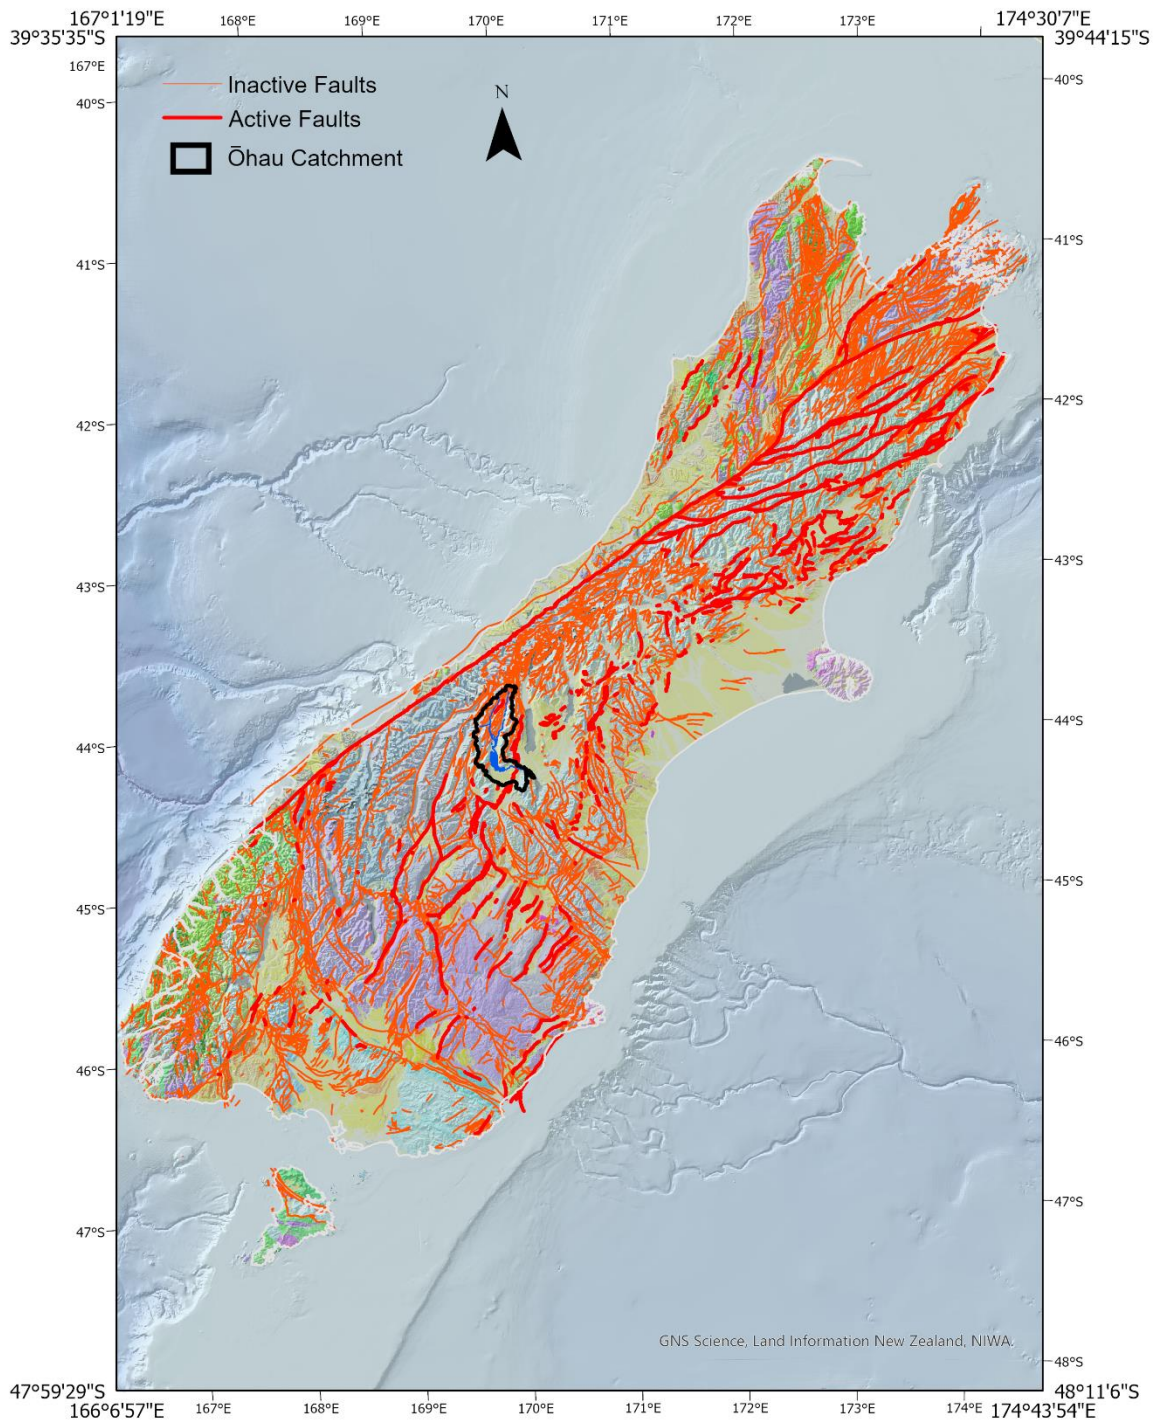 167°1'19"E
168°E
169°E
170°E
171°E
172°E
173°E
174°30'7"E
39°35'35"S
39°44'15"S
167°E
Inactive Faults
Active Faults
Ōhau Catchment
N
40°S
40°S
41°S
41°S
42°S
42°S
43°S
43°S
44°S
44°S
45°S
45°S
46°S
46°S
47°S
47°S
GNS Science, Land Information New Zealand, NIWA.
48°S
47°59'29"S
48°11'6"S
166°6'57"E
167°E
168°E
169°E
170°E
171°E
172°E
173°E
174°E
174°43'54"E